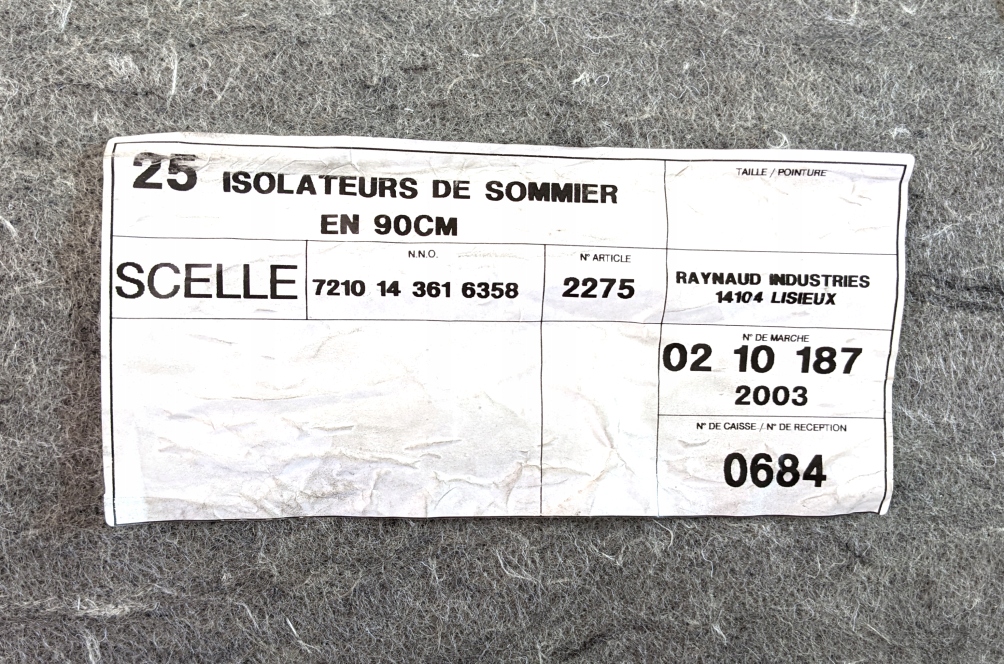 25 ISOLATEURS DE SOMMIER
EN 90CM
TAILLE / POINTURE
SCELLE
N.N.O.
7210 14 361 6358
N° ARTICLE
2275
RAYNAUD INDUSTRIES
14104 LISIEUX
N° DE MARCHE
02 10 187
2003
N° DE CAISSE / N° DE RECEPTION
0684